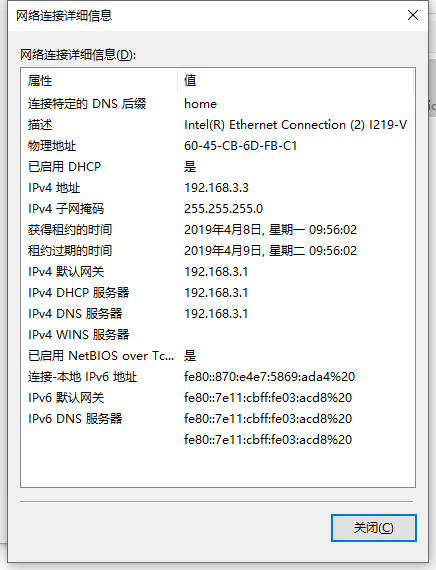 网络连接详细信息
网络连接详细信息(D):
属性 值
连接特定的 DNS 后缀 home
描述 Intel(R) Ethernet Connection (2) I219-V
物理地址 60-45-CB-6D-FB-C1
已启用 DHCP 是
IPv4 地址 192.168.3.3
IPv4 子网掩码 255.255.255.0
获得租约的时间 2019年4月8日, 星期一 09:56:02
租约过期的时间 2019年4月9日, 星期二 09:56:02
IPv4 默认网关 192.168.3.1
IPv4 DHCP 服务器 192.168.3.1
IPv4 DNS 服务器 192.168.3.1
IPv4 WINS 服务器
已启用 NetBIOS over Tc... 是
连接-本地 IPv6 地址 fe80::870:e4e7:5869:ada4%20
IPv6 默认网关 fe80::7e11:cbff:fe03:acd8%20
IPv6 DNS 服务器 fe80::7e11:cbff:fe03:acd8%20
fe80::7e11:cbff:fe03:acd8%20
关闭(C)